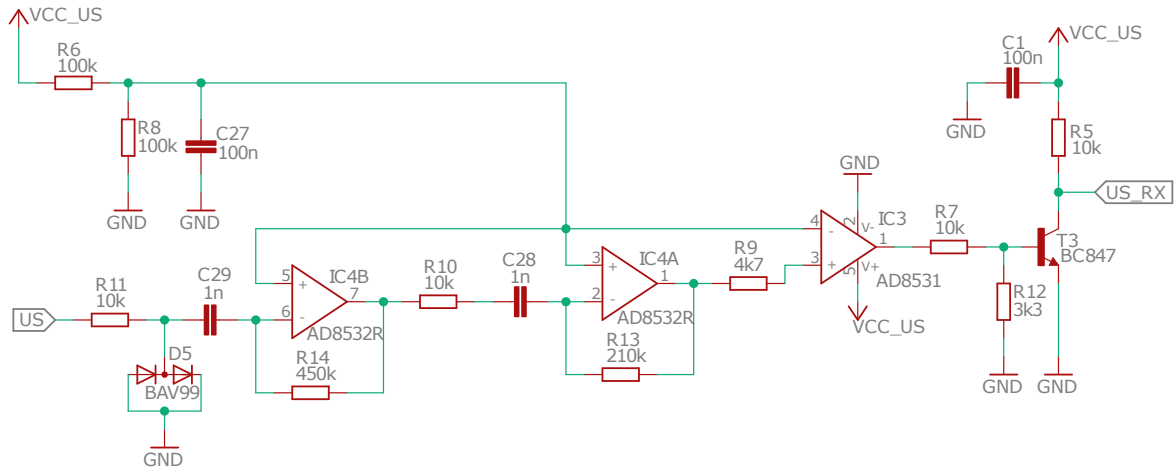 VCC_US
R6
100k
R8
100k
C27
100n
GND
GND
C1
100n
VCC_US
GND
R5
10k
US_RX
GND
4
3
2
V-
5
V+
1
IC3
AD8531
VCC_US
R7
10k
T3
BC847
R12
3k3
GND
GND
US
R11
10k
C29
1n
D5
BAV99
GND
5
6
+
-
7
IC4B
AD8532R
R14
450k
R10
10k
C28
1n
3
2
+
-
1
IC4A
AD8532R
R13
210k
R9
4k7
-
+